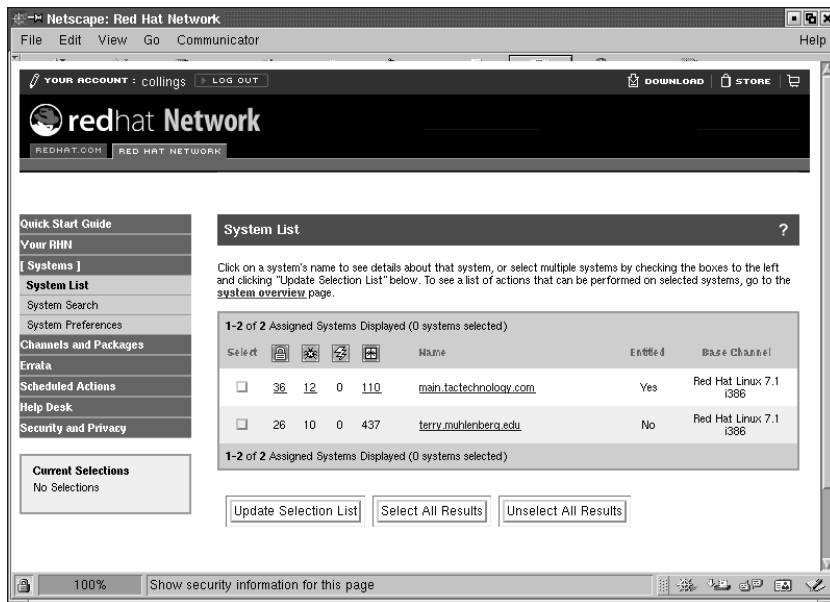 Netscape: Red Hat Network
File Edit View Go Communicator Help
YOUR ACCOUNT : collings LOG OUT DOWNLOAD STORE
redhat Network
REDHAT.COM RED HAT NETWORK
Quick Start Guide
Your RHN
[ Systems ]
System List
System Search
System Preferences
Channels and Packages
Errata
Scheduled Actions
Help Desk
Security and Privacy
Current Selections
No Selections
System List ?
Click on a system's name to see details about that system, or select multiple systems by checking the boxes to the left
and clicking "Update Selection List" below. To see a list of actions that can be performed on selected systems, go to the
system overview page.
1-2 of 2 Assigned Systems Displayed (0 systems selected)
Select Name Entitled Base Channel
36 12 0 110 main.tactechnology.com Yes Red Hat Linux 7.1
i386
26 10 0 437 terry.muhlenberg.edu No Red Hat Linux 7.1
i386
1-2 of 2 Assigned Systems Displayed (0 systems selected)
Update Selection List Select All Results Unselect All Results
100% Show security information for this page